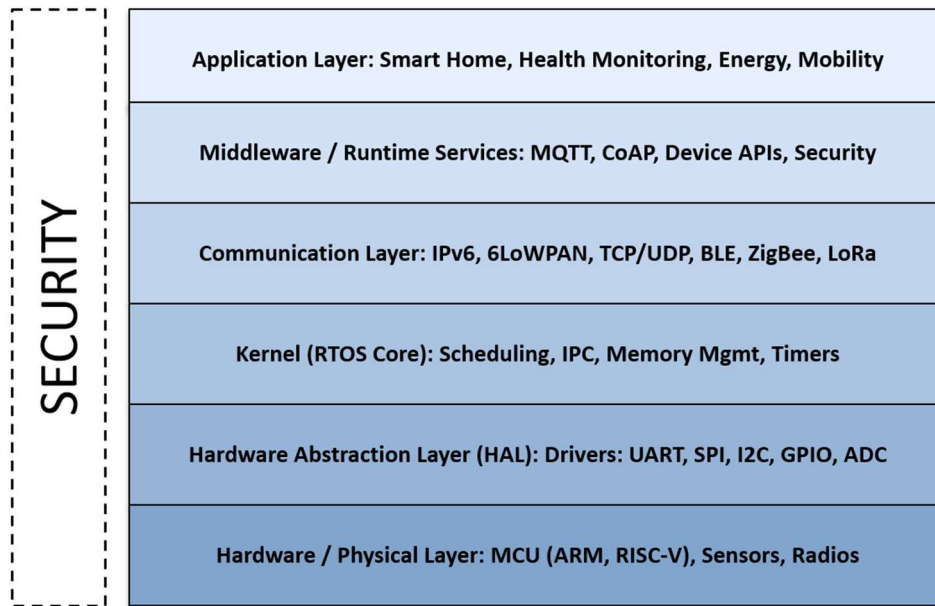 SECURITY
Application Layer: Smart Home, Health Monitoring, Energy, Mobility
Middleware / Runtime Services: MQTT, CoAP, Device APIs, Security
Communication Layer: IPv6, 6LoWPAN, TCP/UDP, BLE, ZigBee, LoRa
Kernel (RTOS Core): Scheduling, IPC, Memory Mgmt, Timers
Hardware Abstraction Layer (HAL): Drivers: UART, SPI, I2C, GPIO, ADC
Hardware / Physical Layer: MCU (ARM, RISC-V), Sensors, Radios